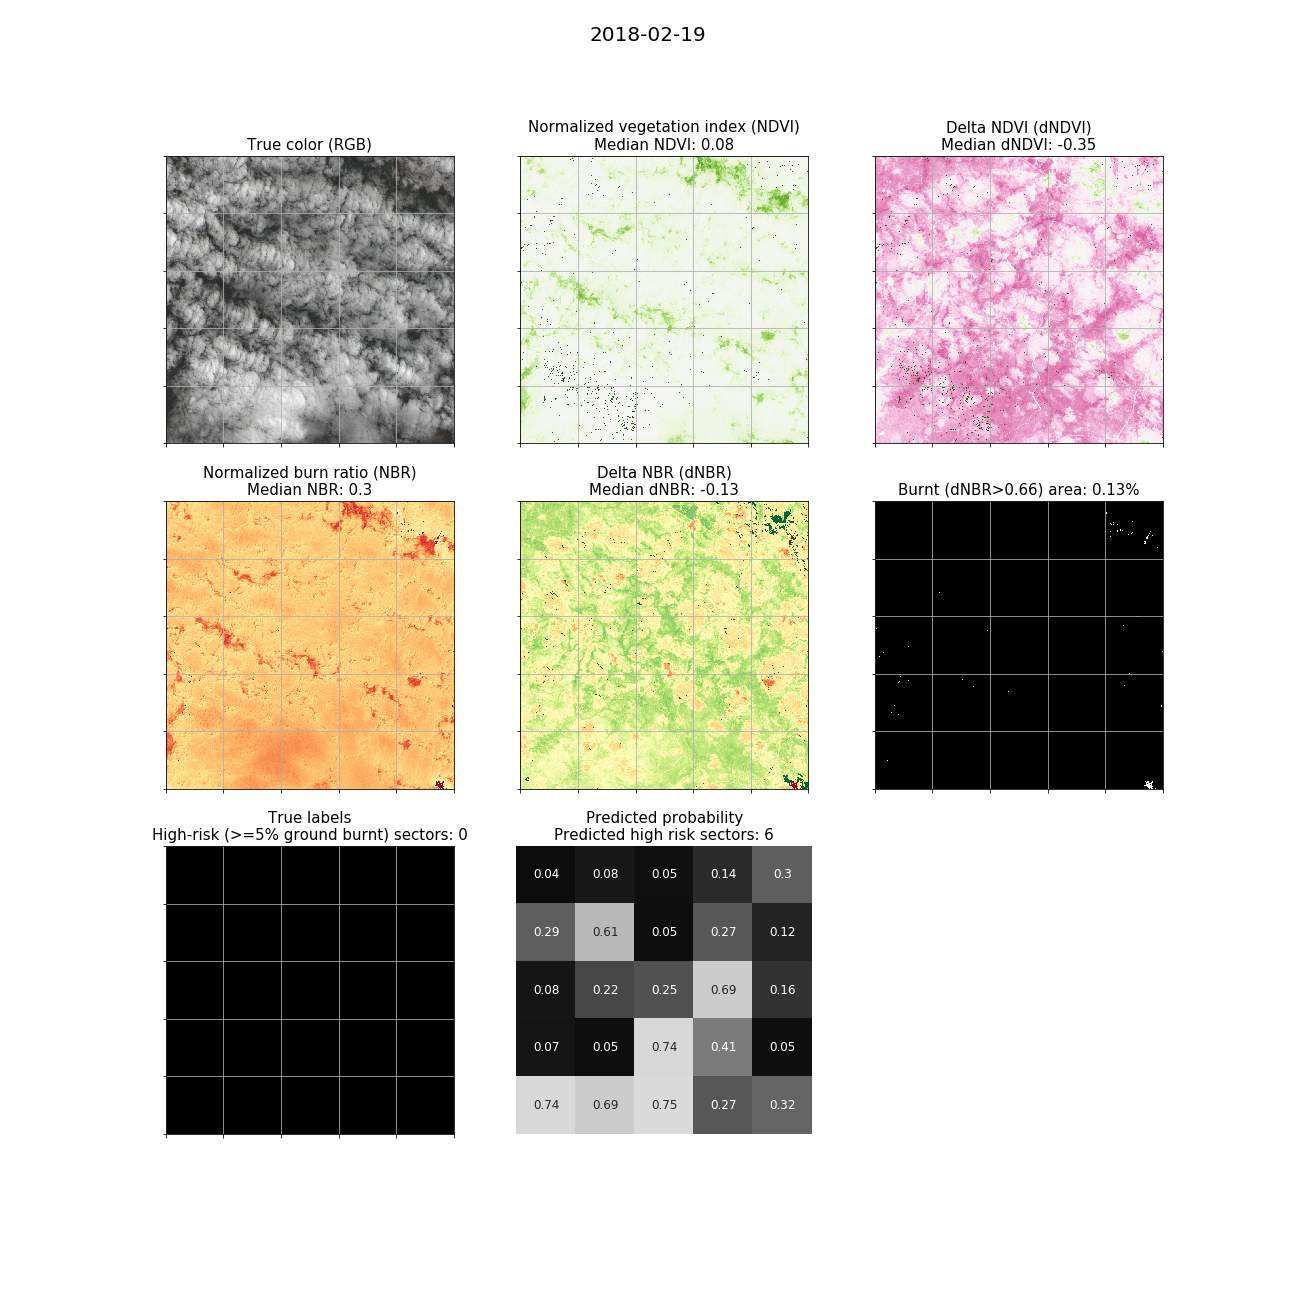 2018-02-19
True color (RGB)
Normalized vegetation index (NDVI)
Median NDVI: 0.08
Delta NDVI (dNDVI)
Median dNDVI: -0.35
Normalized burn ratio (NBR)
Median NBR: 0.3
Delta NBR (dNBR)
Median dNBR: -0.13
Burnt (dNBR>0.66) area: 0.13%
True labels
High-risk (>=5% ground burnt) sectors: 0
Predicted probability
Predicted high risk sectors: 6
0.04 0.08 0.05 0.14 0.3
0.29 0.61 0.05 0.27 0.12
0.08 0.22 0.25 0.69 0.16
0.07 0.05 0.74 0.41 0.05
0.74 0.69 0.75 0.27 0.32